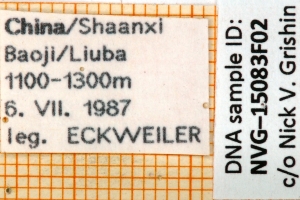 China/Shaanxi
Baoji/Liuba
1100-1300m
6. VII. 1987
leg. ECKWEILER
DNA sample ID:
NVG-15083F02
c/o Nick V. Grishin